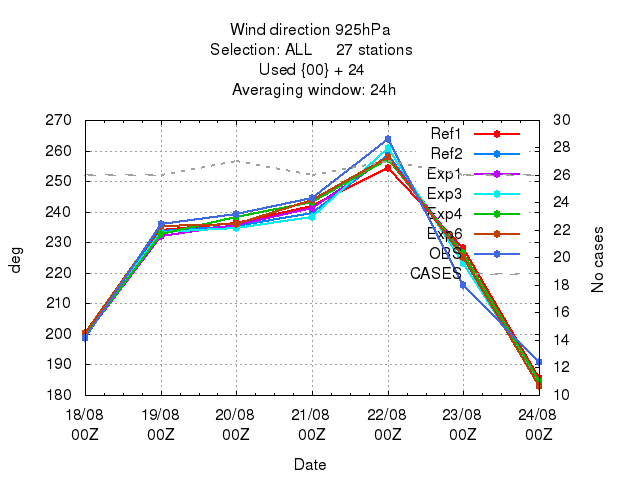 Wind direction 925hPa
Selection: ALL 27 stations
Used {00} + 24
Averaging window: 24h
270
260
250
240
230
220
210
200
190
180
deg
30
28
26
24
22
20
18
16
14
12
10
No cases
Ref1
Ref2
Exp1
Exp3
Exp4
Exp6
OBS
CASES
18/08 19/08 20/08 21/08 22/08 23/08 24/08
00Z 00Z 00Z 00Z 00Z 00Z 00Z
Date